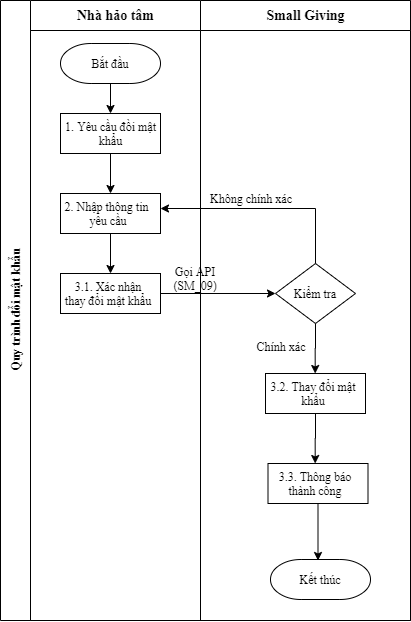 Nhà hảo tâm
Small Giving
Quy trình đổi mật khẩu
Bắt đầu
1. Yêu cầu đổi mật
khẩu
2. Nhập thông tin
yêu cầu
Không chính xác
3.1. Xác nhận
thay đổi mật khẩu
Gọi API
(SM_09)
Kiểm tra
Chính xác
3.2. Thay đổi mật
khẩu
3.3. Thông báo
thành công
Kết thúc